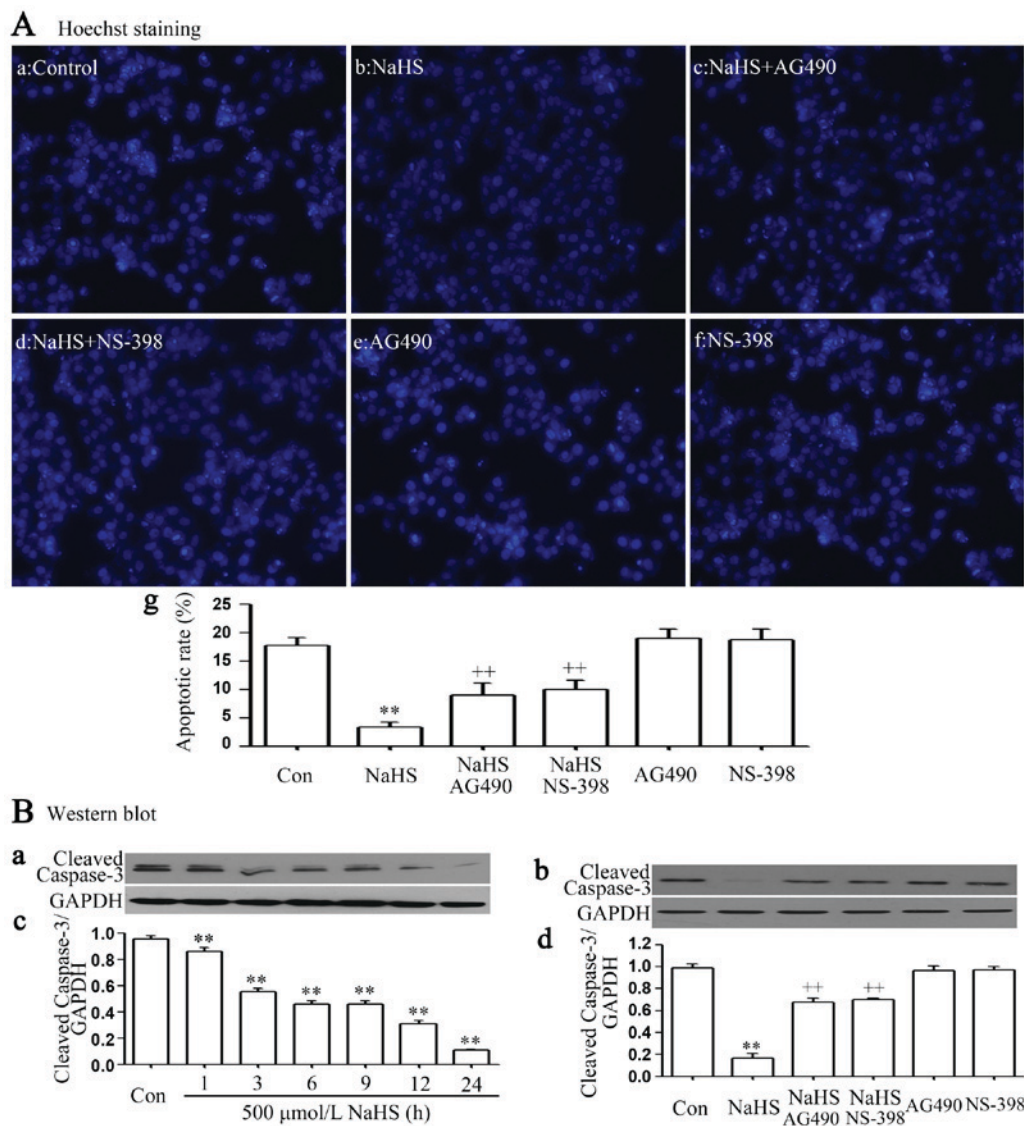 A Hoechst staining
a:Control
b:NaHS
c:NaHS+AG490
d:NaHS+NS-398
e:AG490
f:NS-398
g
Apoptotic rate (%)
25
20
15
10
5
0
**
++
++
Con
NaHS
NaHS
AG490
NaHS
NS-398
AG490
NS-398
B Western blot
a
Cleaved
Caspase-3
GAPDH
c
Cleaved Caspase-3/
GAPDH
1.0
0.8
0.6
0.4
0.2
0.0
**
**
**
**
**
**
Con
1 3 6 9 12 24
500 μmol/L NaHS (h)
b
Cleaved
Caspase-3
GAPDH
d
Cleaved Caspase-3/
GAPDH
1.2
1.0
0.8
0.6
0.4
0.2
0.0
**
++
++
Con
NaHS
NaHS
AG490
NaHS
NS-398
AG490
NS-398